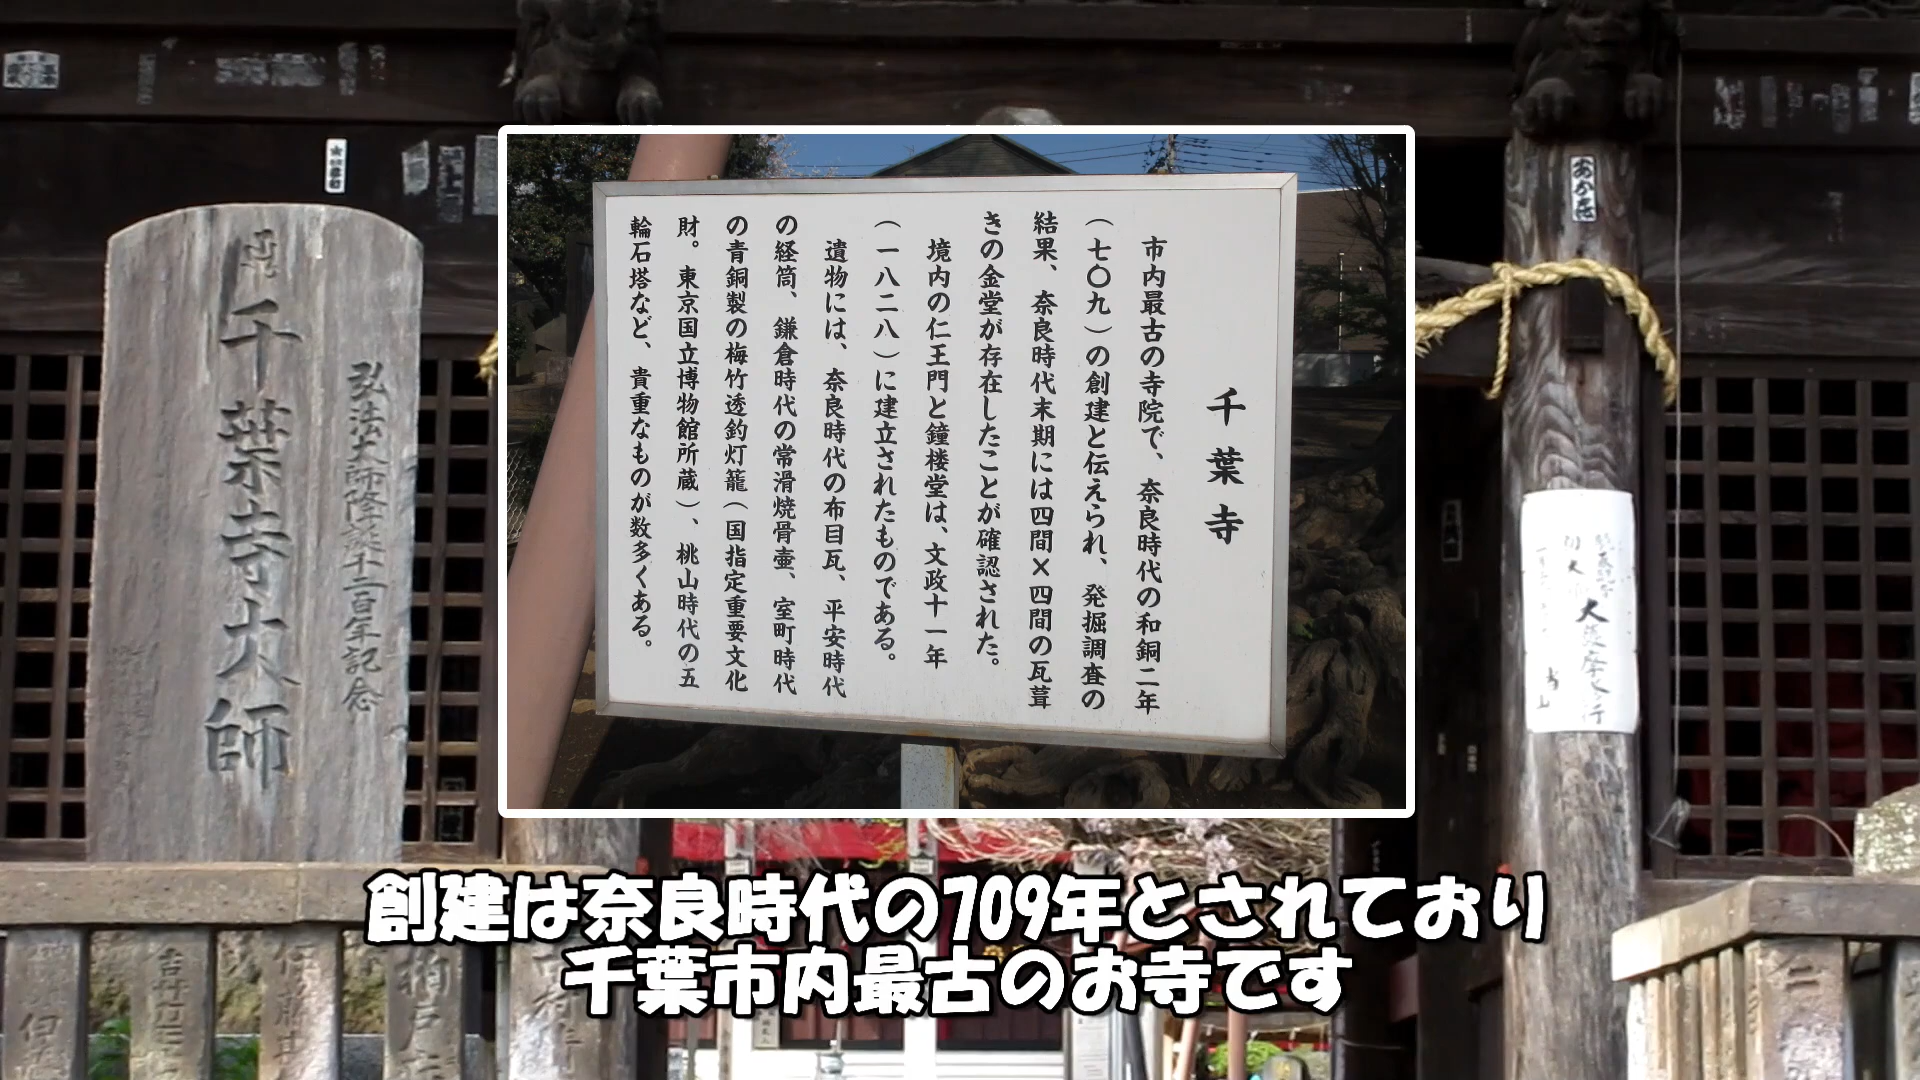 千葉寺
市内最古の寺院で、奈良時代の和銅二年
(七〇九)の創建と伝えられ、発掘調査の
結果、奈良時代末期には四間×四間の瓦葺
きの金堂が存在したことが確認された。
境内の仁王門と鐘楼堂は、文政十一年
(一八二八)に建立されたものである。
遺物には、奈良時代の布目瓦、平安時代
の経筒、鎌倉時代の常滑焼骨壷、室町時代
の青銅製の梅竹透釣灯籠(国指定重要文化
財。東京国立博物館所蔵)、桃山時代の五
輪石塔など、貴重なものが数多くある。
弘法大師降誕千二百年記念
千葉寺大師
創建は奈良時代の709年とされており
千葉市内最古のお寺です